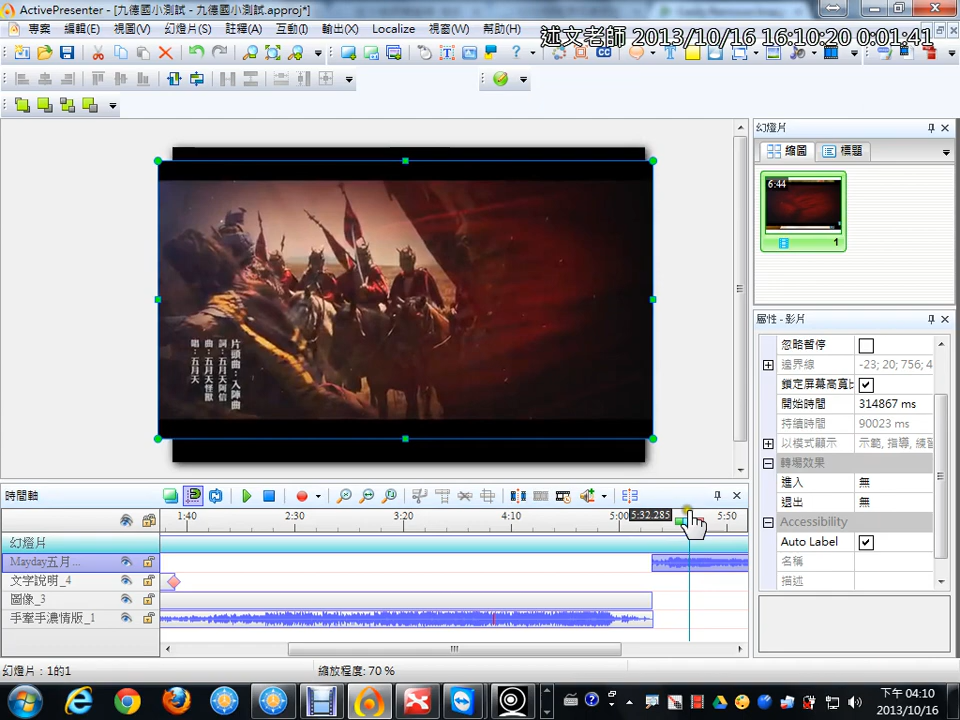 ActivePresenter - [九德國小測試 - 九德國小測試.approj*]
專案 編輯(E) 視圖(V) 幻燈片(S) 註釋(A) 互動(I) 輸出(X) Localize 視窗(W) 幫助(H)
述文老師 2013/10/16 16:10:20 0:01:41
幻燈片
縮圖 標題
6:44
1
片頭曲：入陣曲
詞：五月天阿信
曲：五月天怪獸
唱：五月天
屬性 - 影片
忽略暫停
邊界線 -23; 20; 756; 4
鎖定屏幕高寬比
開始時間 314867 ms
持續時間 90023 ms
以模式顯示 示範, 指導, 練習
轉場效果
進入 無
退出 無
Accessibility
Auto Label
名稱
描述
時間軸
1:40 2:30 3:20 4:10 5:00 5:32.285 5:50
幻燈片
Mayday五月...
文字說明_4
圖像_3
手牽手濃情版_1
幻燈片：1的1 縮放程度: 70 %
下午 04:10
2013/10/16